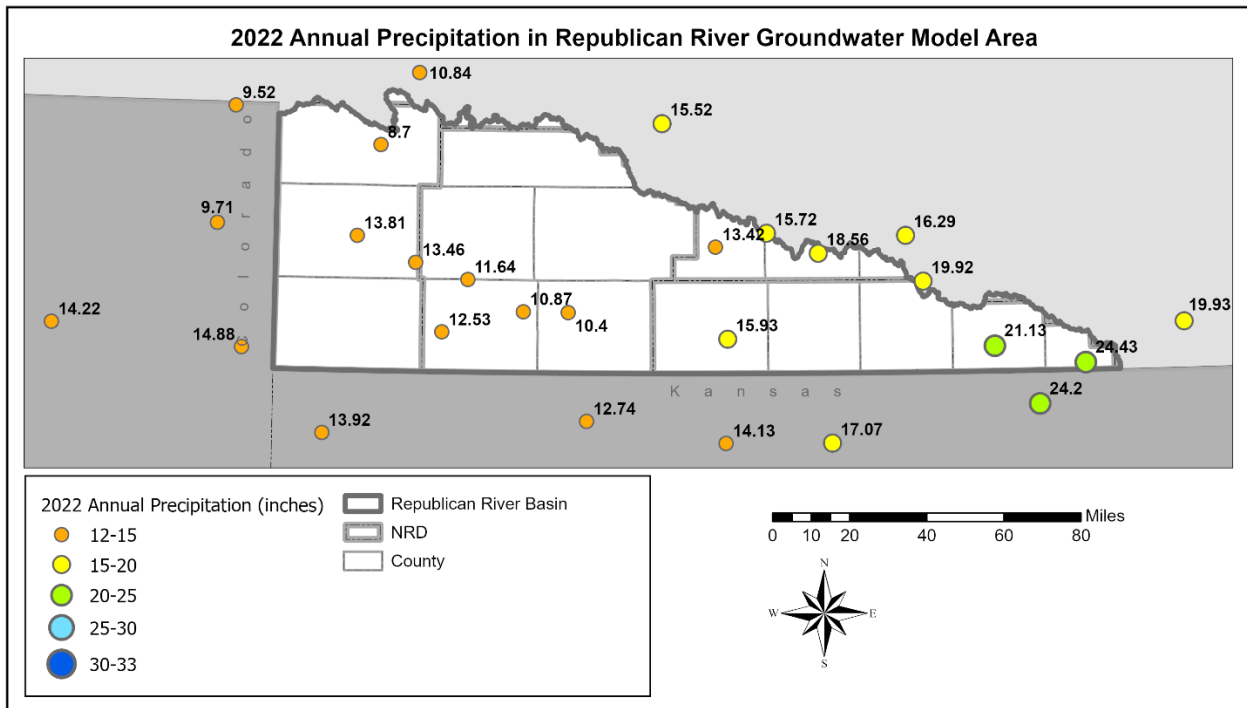 2022 Annual Precipitation in Republican River Groundwater Model Area
10.84
9.52
15.52
8.7
Colorado
9.71
13.81
13.42
15.72
16.29
18.56
13.46
11.64
19.92
10.87
14.22
12.53
10.4
19.93
15.93
21.13
14.88
24.43
Kansas
24.2
13.92
12.74
14.13
17.07
2022 Annual Precipitation (inches)
12-15
15-20
20-25
25-30
30-33
Republican River Basin
NRD
County
Miles
0 10 20 40 60 80
N
W E
S